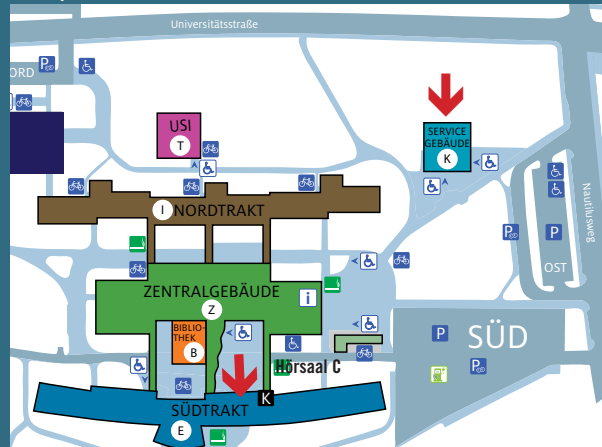 Universitätsstraße
ORD
P
USI
T
SERVICE
GEBÄUDE
K
I NORDTRAKT
Nautilusweg
P
P
OST
ZENTRALGEBÄUDE
Z
i
BIBLIO-
THEK
B
P
SÜD
P
Hörsaal C
K
SÜDTRAKT
E